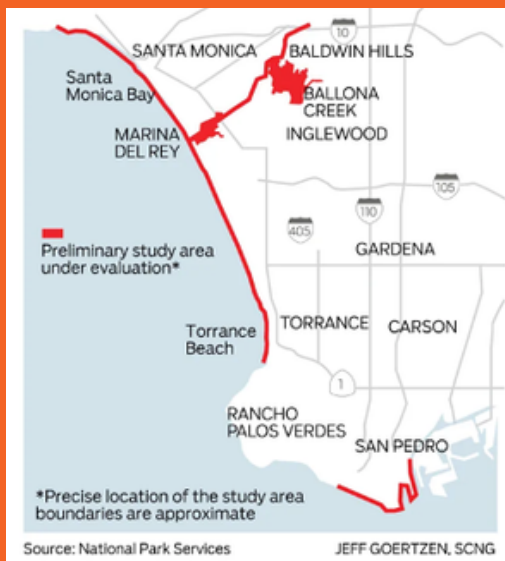 10
SANTA MONICA
BALDWIN HILLS
Santa
Monica Bay
BALLONA
CREEK
MARINA
DEL REY
INGLEWOOD
105
110
405
Preliminary study area
under evaluation*
GARDENA
Torrance
Beach
TORRANCE
CARSON
1
RANCHO
PALOS VERDES
SAN PEDRO
*Precise location of the study area
boundaries are approximate
Source: National Park Services
JEFF GOERTZEN, SCNG